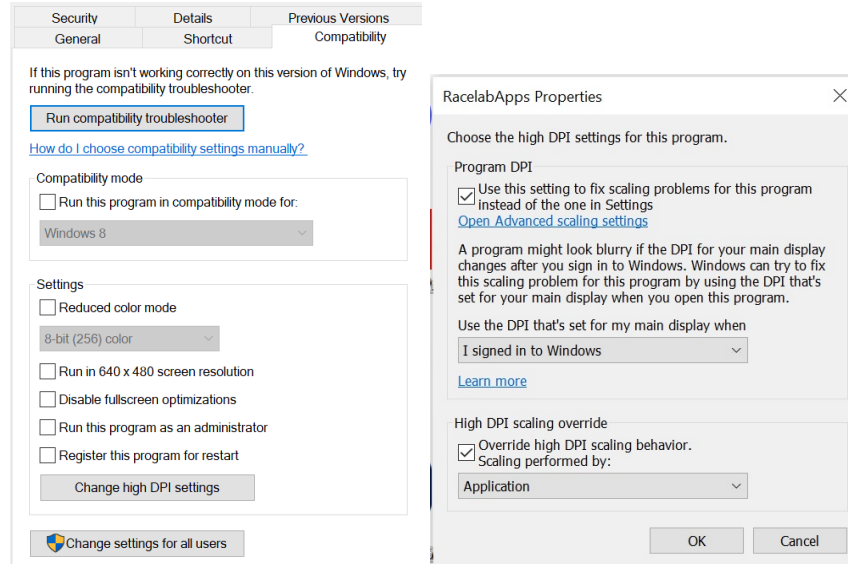 Security
Details
Previous Versions
General
Shortcut
Compatibility
If this program isn't working correctly on this version of Windows, try
running the compatibility troubleshooter.
Run compatibility troubleshooter
How do I choose compatibility settings manually?
Compatibility mode
Run this program in compatibility mode for:
Windows 8
Settings
Reduced color mode
8-bit (256) color
Run in 640 x 480 screen resolution
Disable fullscreen optimizations
Run this program as an administrator
Register this program for restart
Change high DPI settings
Change settings for all users
RacelabApps Properties
Choose the high DPI settings for this program.
Program DPI
Use this setting to fix scaling problems for this program
instead of the one in Settings
Open Advanced scaling settings
A program might look blurry if the DPI for your main display
changes after you sign in to Windows. Windows can try to fix
this scaling problem for this program by using the DPI that's
set for your main display when you open this program.
Use the DPI that's set for my main display when
I signed in to Windows
Learn more
High DPI scaling override
Override high DPI scaling behavior.
Scaling performed by:
Application
OK
Cancel